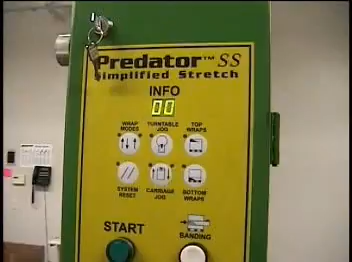 Predator™ SS
Simplified Stretch
INFO
00
WRAP MODES
TURNTABLE JOG
TOP WRAPS
SYSTEM RESET
CARRIAGE JOG
BOTTOM WRAPS
START
BANDING